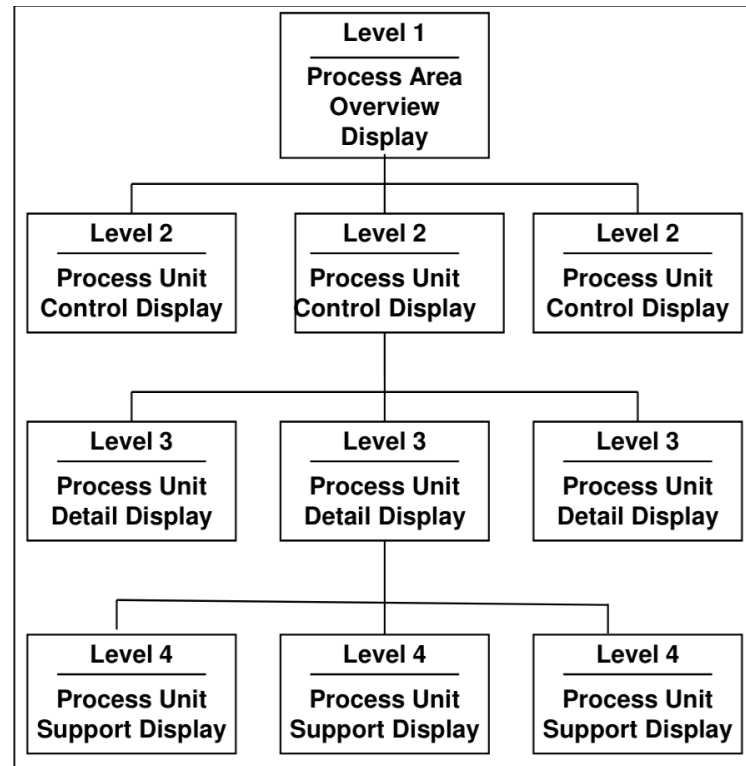 Level 1
Process Area
Overview
Display
Level 2
Process Unit
Control Display
Level 2
Process Unit
Control Display
Level 2
Process Unit
Control Display
Level 3
Process Unit
Detail Display
Level 3
Process Unit
Detail Display
Level 3
Process Unit
Detail Display
Level 4
Process Unit
Support Display
Level 4
Process Unit
Support Display
Level 4
Process Unit
Support Display